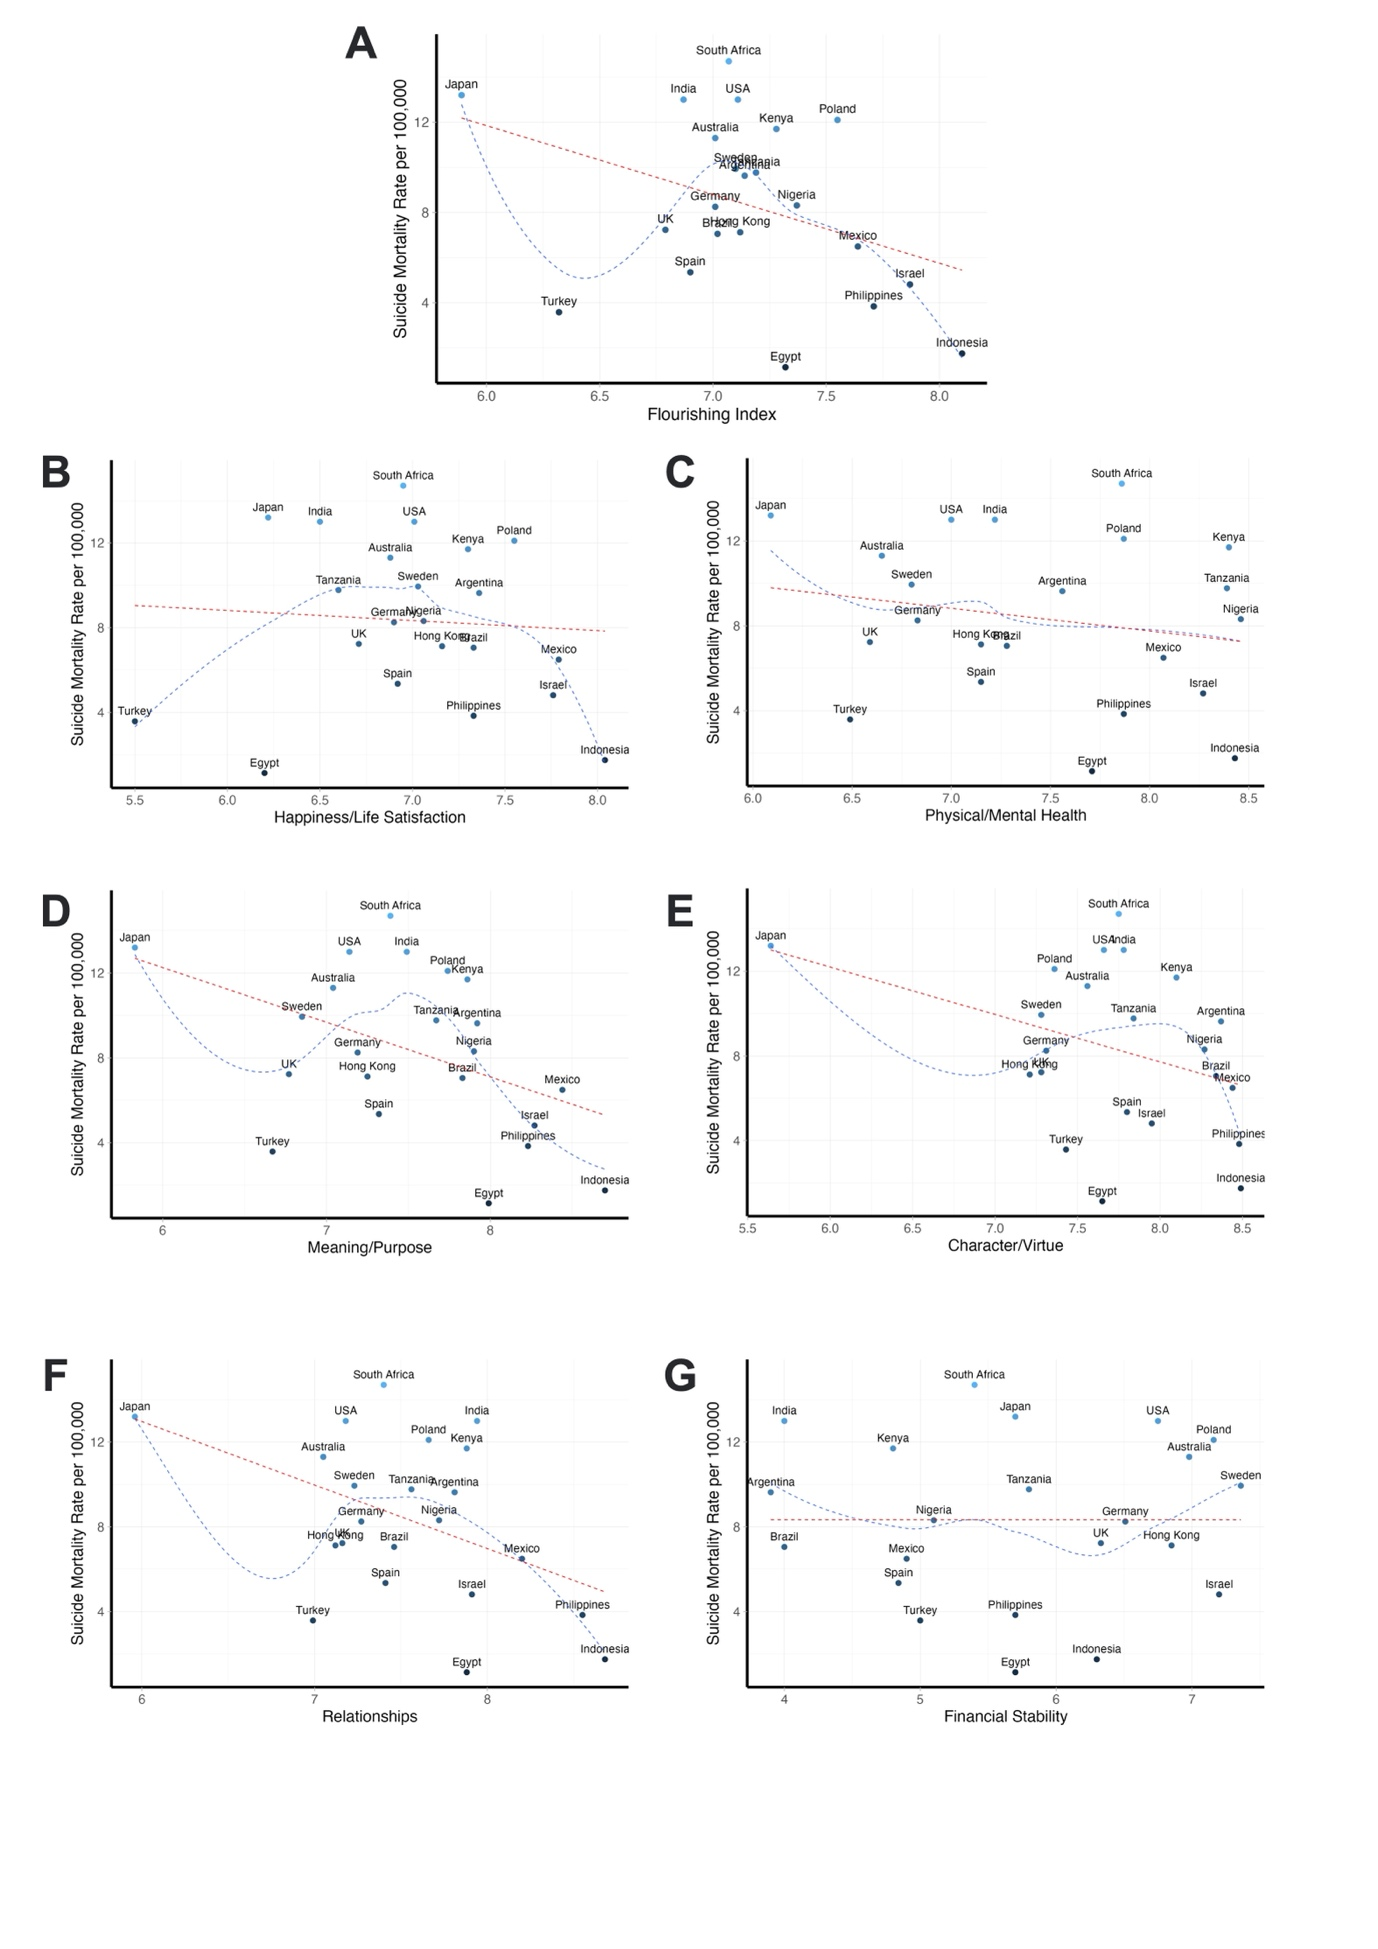 A
South Africa
Japan
India USA
Poland
Kenya
12
Australia
Sweden
Tanzania
Argentina
Germany Nigeria
8
UK Brazil Hong Kong
Mexico
Spain
Israel
Turkey Philippines
4
Indonesia
Egypt
6.0 6.5 7.0 7.5 8.0
Flourishing Index
Suicide Mortality Rate per 100,000
B
South Africa
Japan India USA
Poland
Kenya
12
Australia
Tanzania Sweden Argentina
Germany Nigeria
8
UK Hong Kong Brazil
Mexico
Spain
Israel
Philippines
Turkey
4
Indonesia
Egypt
5.5 6.0 6.5 7.0 7.5 8.0
Happiness/Life Satisfaction
Suicide Mortality Rate per 100,000
C
South Africa
Japan USA India
Poland
Kenya
12
Australia
Sweden Argentina Tanzania
Germany Nigeria
8
UK Hong Kong Brazil
Mexico
Spain
Israel
Turkey Philippines
4
Indonesia
Egypt
6.0 6.5 7.0 7.5 8.0 8.5
Physical/Mental Health
Suicide Mortality Rate per 100,000
D
South Africa
Japan USA India
Poland
Kenya
12
Australia
Sweden Tanzania Argentina
Germany Nigeria
8
UK Hong Kong Brazil
Mexico
Spain
Israel
Turkey Philippines
4
Indonesia
Egypt
6 7 8
Meaning/Purpose
Suicide Mortality Rate per 100,000
E
South Africa
Japan USA India
Poland
Kenya
12
Australia
Sweden Tanzania Argentina
Germany Nigeria
8
Hong Kong UK Brazil
Mexico
Spain
Israel
Turkey Philippines
4
Indonesia
Egypt
5.5 6.0 6.5 7.0 7.5 8.0 8.5
Character/Virtue
Suicide Mortality Rate per 100,000
F
South Africa
Japan USA India
Poland
Kenya
12
Australia
Sweden Tanzania Argentina
Germany Nigeria
8
Hong Kong UK Brazil
Mexico
Spain
Israel
Turkey Philippines
4
Indonesia
Egypt
6 7 8
Relationships
Suicide Mortality Rate per 100,000
G
South Africa
India Japan USA
Poland
Kenya
12
Australia
Argentina Tanzania Sweden
Nigeria Germany
8
Brazil UK Hong Kong
Mexico
Spain
Israel
Turkey Philippines
4
Indonesia
Egypt
4 5 6 7
Financial Stability
Suicide Mortality Rate per 100,000